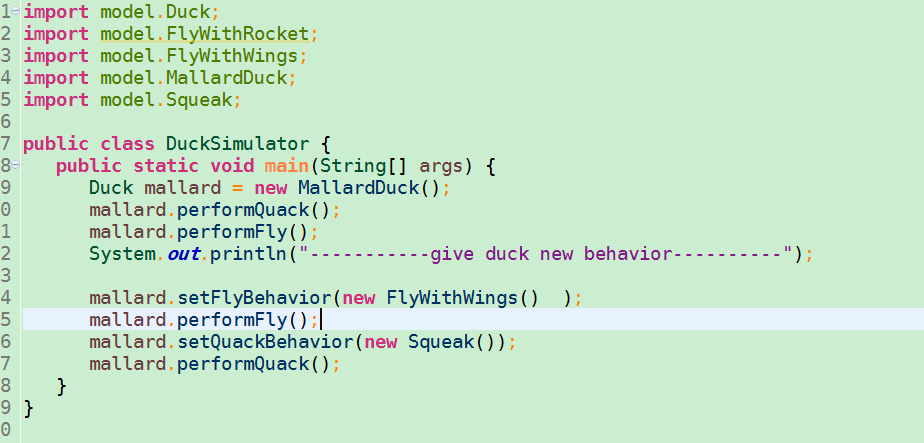 1 import model.Duck;
2 import model.FlyWithRocket;
3 import model.FlyWithWings;
4 import model.MallardDuck;
5 import model.Squeak;
6
7 public class DuckSimulator {
8 public static void main(String[] args) {
9 Duck mallard = new MallardDuck();
0 mallard.performQuack();
1 mallard.performFly();
2 System.out.println("-----------give duck new behavior----------");
3
4 mallard.setFlyBehavior(new FlyWithWings()  );
5 mallard.performFly();
6 mallard.setQuackBehavior(new Squeak());
7 mallard.performQuack();
8 }
9 }
0